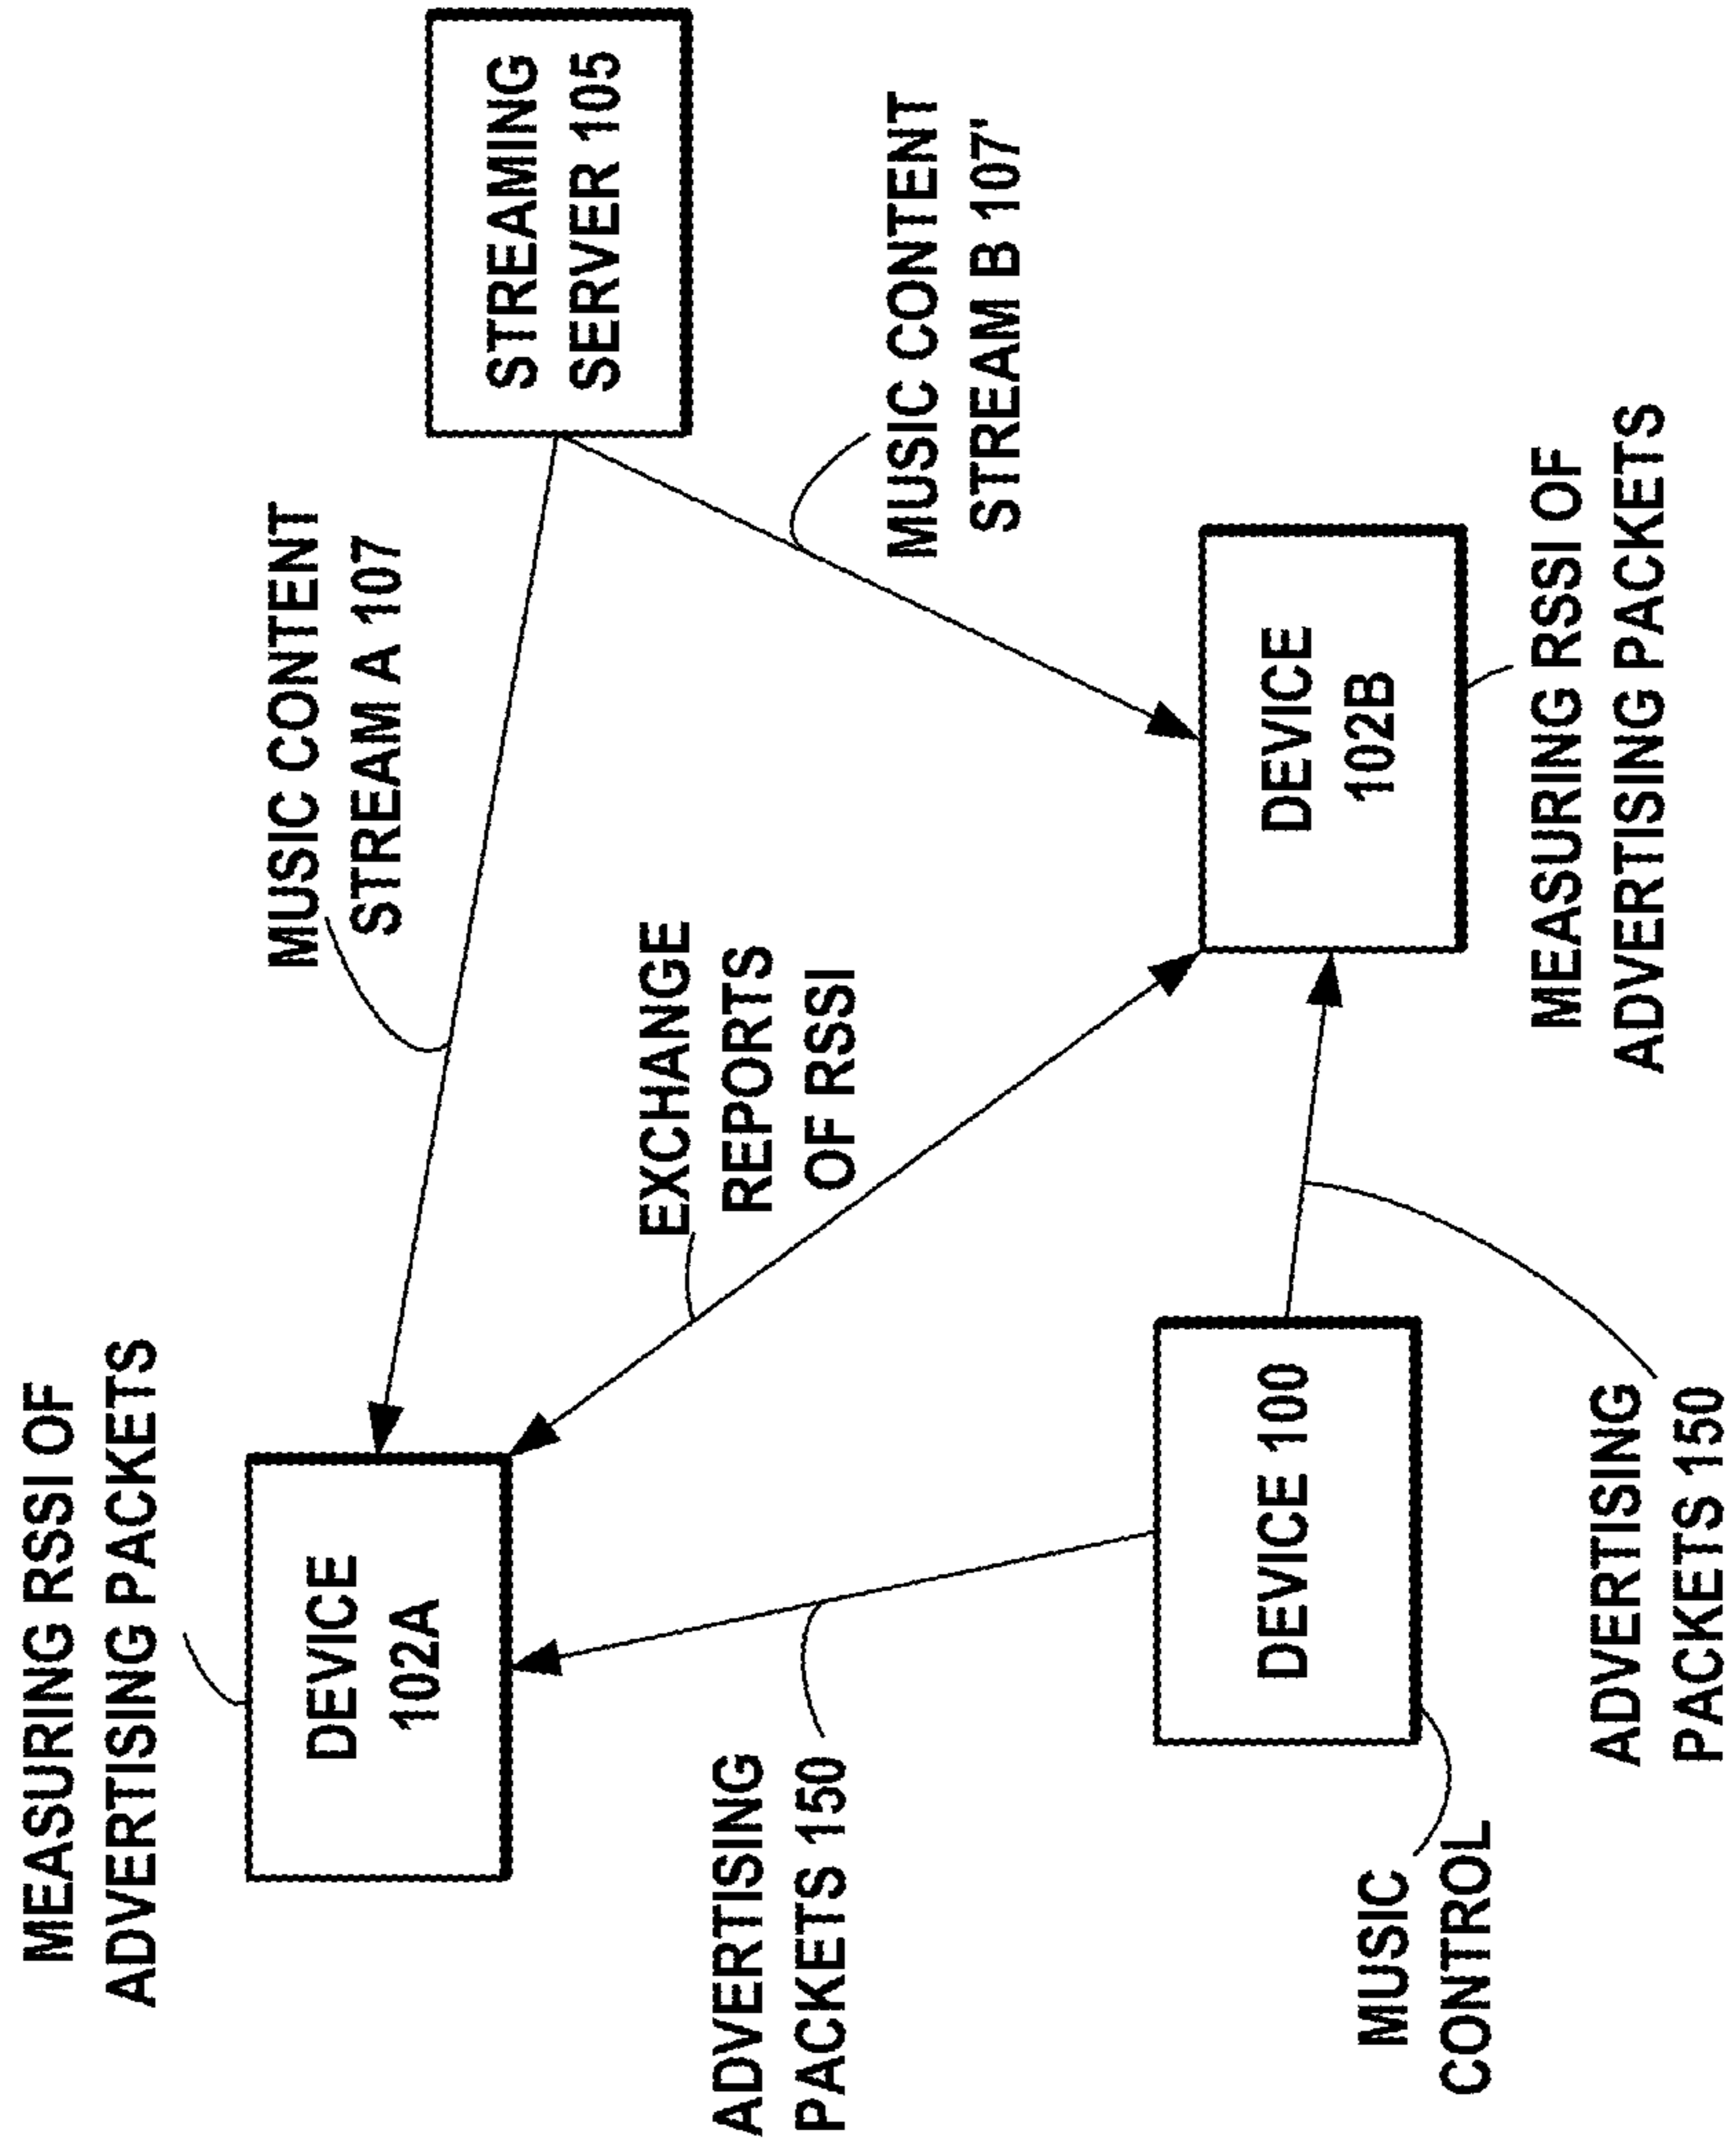 MEASURING RSSI OF
ADVERTISING PACKETS
DEVICE
102A
MUSIC CONTENT
STREAM A 107
STREAMING
SERVER 105
EXCHANGE
REPORTS
OF RSSI
MUSIC CONTENT
STREAM B 107'
ADVERTISING
PACKETS 150
DEVICE 100
DEVICE
102B
MUSIC
CONTROL
ADVERTISING
PACKETS 150
MEASURING RSSI OF
ADVERTISING PACKETS